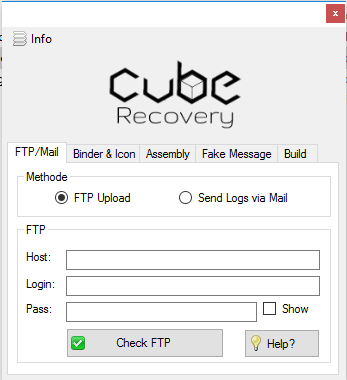 x
Info
cube
Recovery
FTP/Mail Binder & Icon Assembly Fake Message Build
Methode
FTP Upload Send Logs via Mail
FTP
Host:
Login:
Pass: Show
Check FTP Help?